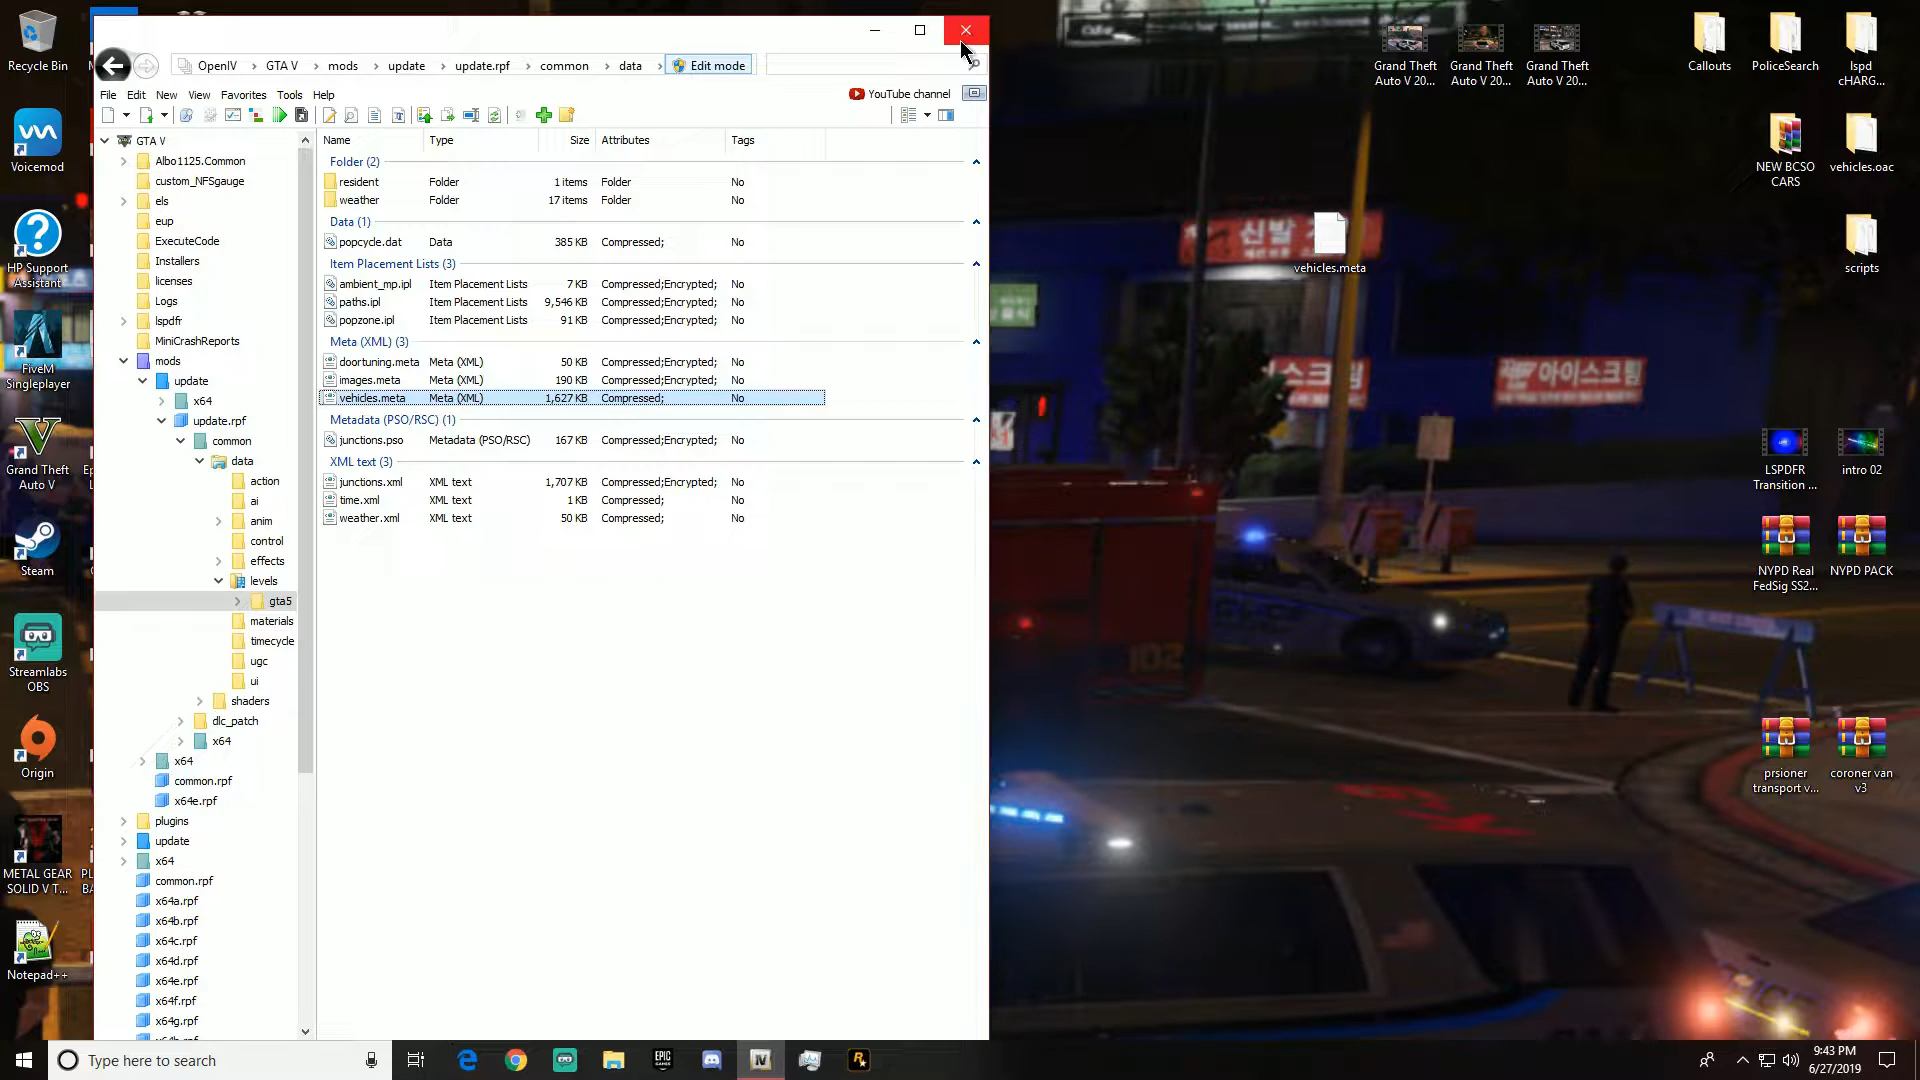 Recycle Bin
Voicemod
HP Support
Assistant
FiveM
Singleplayer
Grand Theft
Auto V
Steam
Streamlabs
OBS
Origin
METAL GEAR
SOLID V T...
Notepad++
OpenIV
GTA V
mods
update
update.rpf
common
data
Edit mode
File Edit New View Favorites Tools Help
YouTube channel
GTA V
Albo1125.Common
custom_NFSgauge
els
eup
ExecuteCode
Installers
licenses
Logs
lspdfr
MiniCrashReports
mods
update
x64
update.rpf
common
data
action
ai
anim
control
effects
levels
gta5
materials
timecycle
ugc
ui
shaders
dlc_patch
x64
x64
common.rpf
x64e.rpf
plugins
update
x64
common.rpf
x64a.rpf
x64b.rpf
x64c.rpf
x64d.rpf
x64e.rpf
x64f.rpf
x64g.rpf
Name Type Size Attributes Tags
Folder (2)
resident Folder 1 items Folder No
weather Folder 17 items Folder No
Data (1)
popcycle.dat Data 385 KB Compressed; No
Item Placement Lists (3)
ambient_mp.ipl Item Placement Lists 7 KB Compressed;Encrypted; No
paths.ipl Item Placement Lists 9,546 KB Compressed;Encrypted; No
popzone.ipl Item Placement Lists 91 KB Compressed;Encrypted; No
Meta (XML) (3)
doortuning.meta Meta (XML) 50 KB Compressed;Encrypted; No
images.meta Meta (XML) 190 KB Compressed;Encrypted; No
vehicles.meta Meta (XML) 1,627 KB Compressed; No
Metadata (PSO/RSC) (1)
junctions.pso Metadata (PSO/RSC) 167 KB Compressed;Encrypted; No
XML text (3)
junctions.xml XML text 1,707 KB Compressed;Encrypted; No
time.xml XML text 1 KB Compressed; No
weather.xml XML text 50 KB Compressed; No
Grand Theft
Auto V 20...
Grand Theft
Auto V 20...
Grand Theft
Auto V 20...
Callouts
PoliceSearch
lspd
cHARG...
NEW BCSO
CARS
vehicles.oac
vehicles.meta
scripts
신발
아이스크림
LSPDFR
Transition ...
intro 02
NYPD Real
FedSig SS2...
NYPD PACK
prsioner
transport v...
coroner van
v3
102
Type here to search
EPIC
GAMES
IV
9:43 PM
6/27/2019